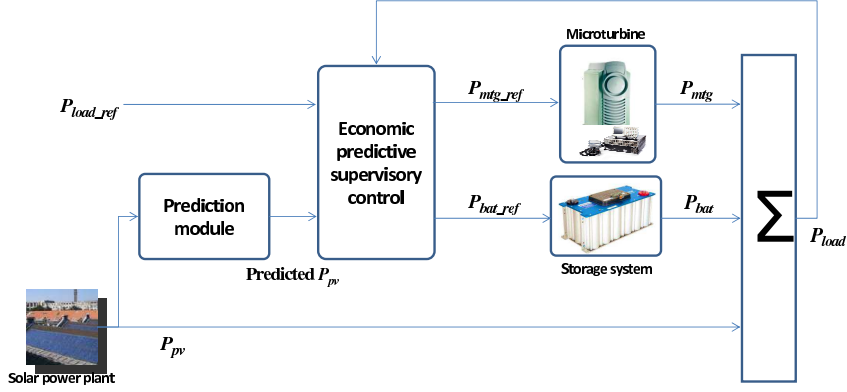 Microturbine
P_load_ref
P_mtg_ref
P_mtg
Economic
predictive
supervisory
control
Prediction
module
P_bat_ref
P_bat
Σ
P_load
Storage system
Predicted P_pv
P_pv
Solar power plant